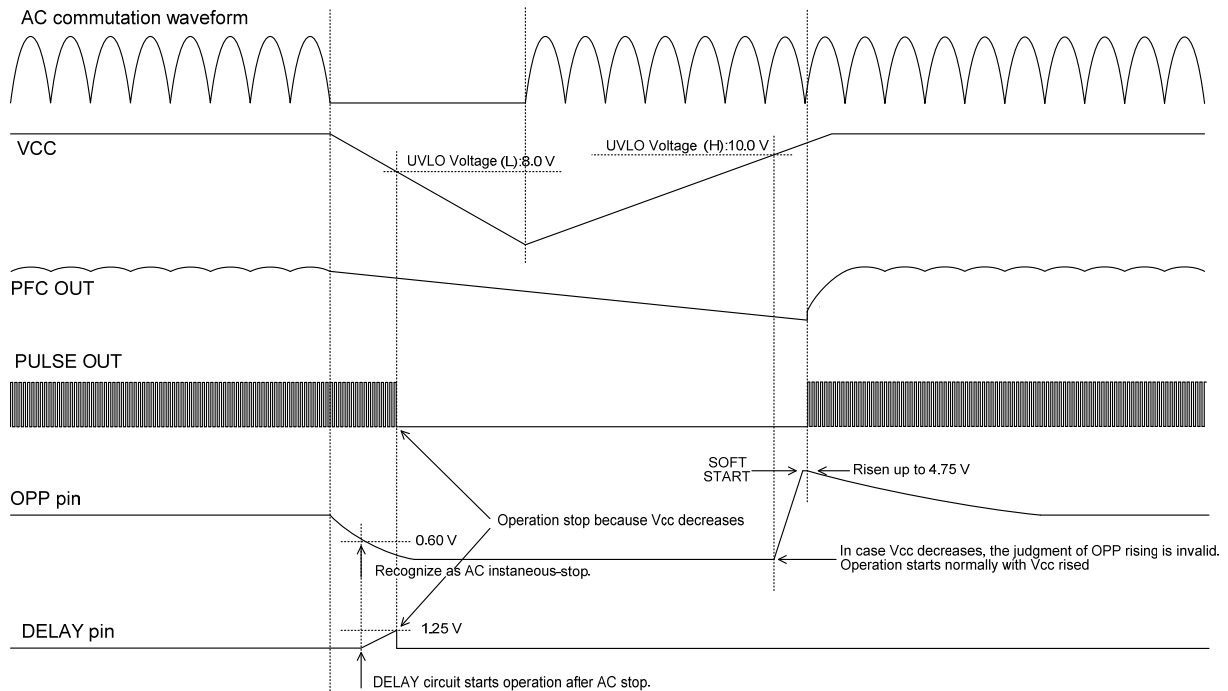 AC commutation waveform
VCC
UVLO Voltage (L):8.0 V
UVLO Voltage (H):10.0 V
PFC OUT
PULSE OUT
SOFT
START
Risen up to 4.75 V
OPP pin
Operation stop because Vcc decreases
0.60 V
In case Vcc decreases, the judgment of OPP rising is invalid.
Operation starts normally with Vcc rised
Recognize as AC instaneous-stop.
1.25 V
DELAY pin
DELAY circuit starts operation after AC stop.